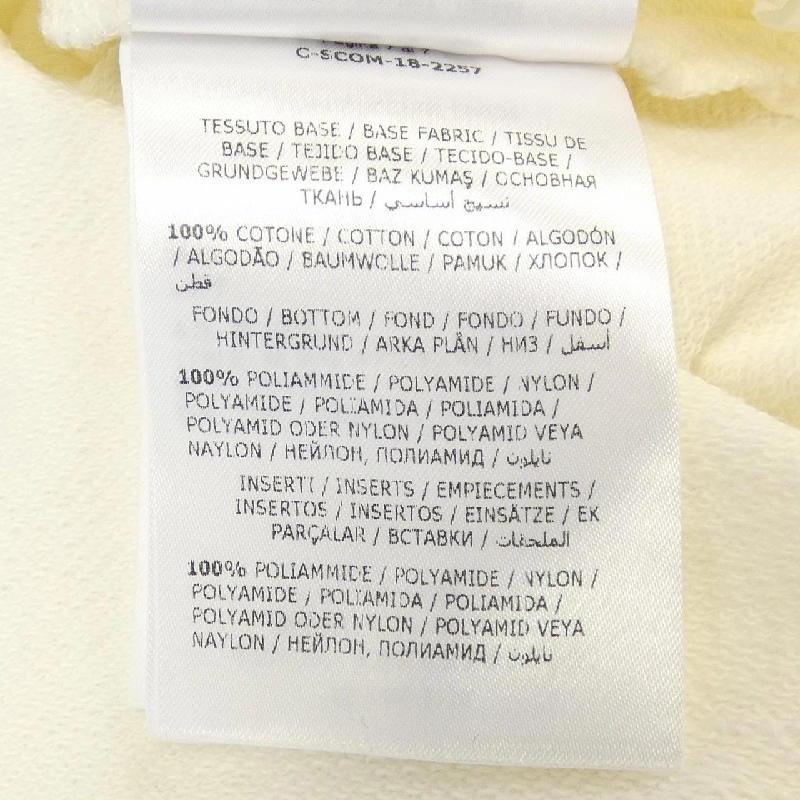 C-SCOM-18-2257
TESSUTO BASE / BASE FABRIC / TISSU DE
BASE / TEJIDO BASE / TECIDO-BASE /
GRUNDGEWEBE / BAZ KUMAŞ / ОСНОВНАЯ
ТКАНЬ / نسيج أساسي
100% COTONE / COTTON / COTON / ALGODÓN
/ ALGODÃO / BAUMWOLLE / PAMUK / ХЛОПОК /
قطن
FONDO / BOTTOM / FOND / FONDO / FUNDO /
HINTERGRUND / ARKA PLÂN / НИЗ / أسفل
100% POLIAMMIDE / POLYAMIDE / NYLON /
POLYAMIDE / POLIAMIDA / POLIAMIDA /
POLYAMID ODER NYLON / POLYAMID VEYA
NAYLON / НЕЙЛОН, ПОЛИАМИД / نايلون
INSERTI / INSERTS / EMPIECEMENTS /
INSERTOS / INSERTOS / EINSÄTZE / EK
PARÇALAR / ВСТАВКИ / الملحقات
100% POLIAMMIDE / POLYAMIDE / NYLON /
POLYAMIDE / POLIAMIDA / POLIAMIDA /
POLYAMID ODER NYLON / POLYAMID VEYA
NAYLON / НЕЙЛОН, ПОЛИАМИД / نايلون